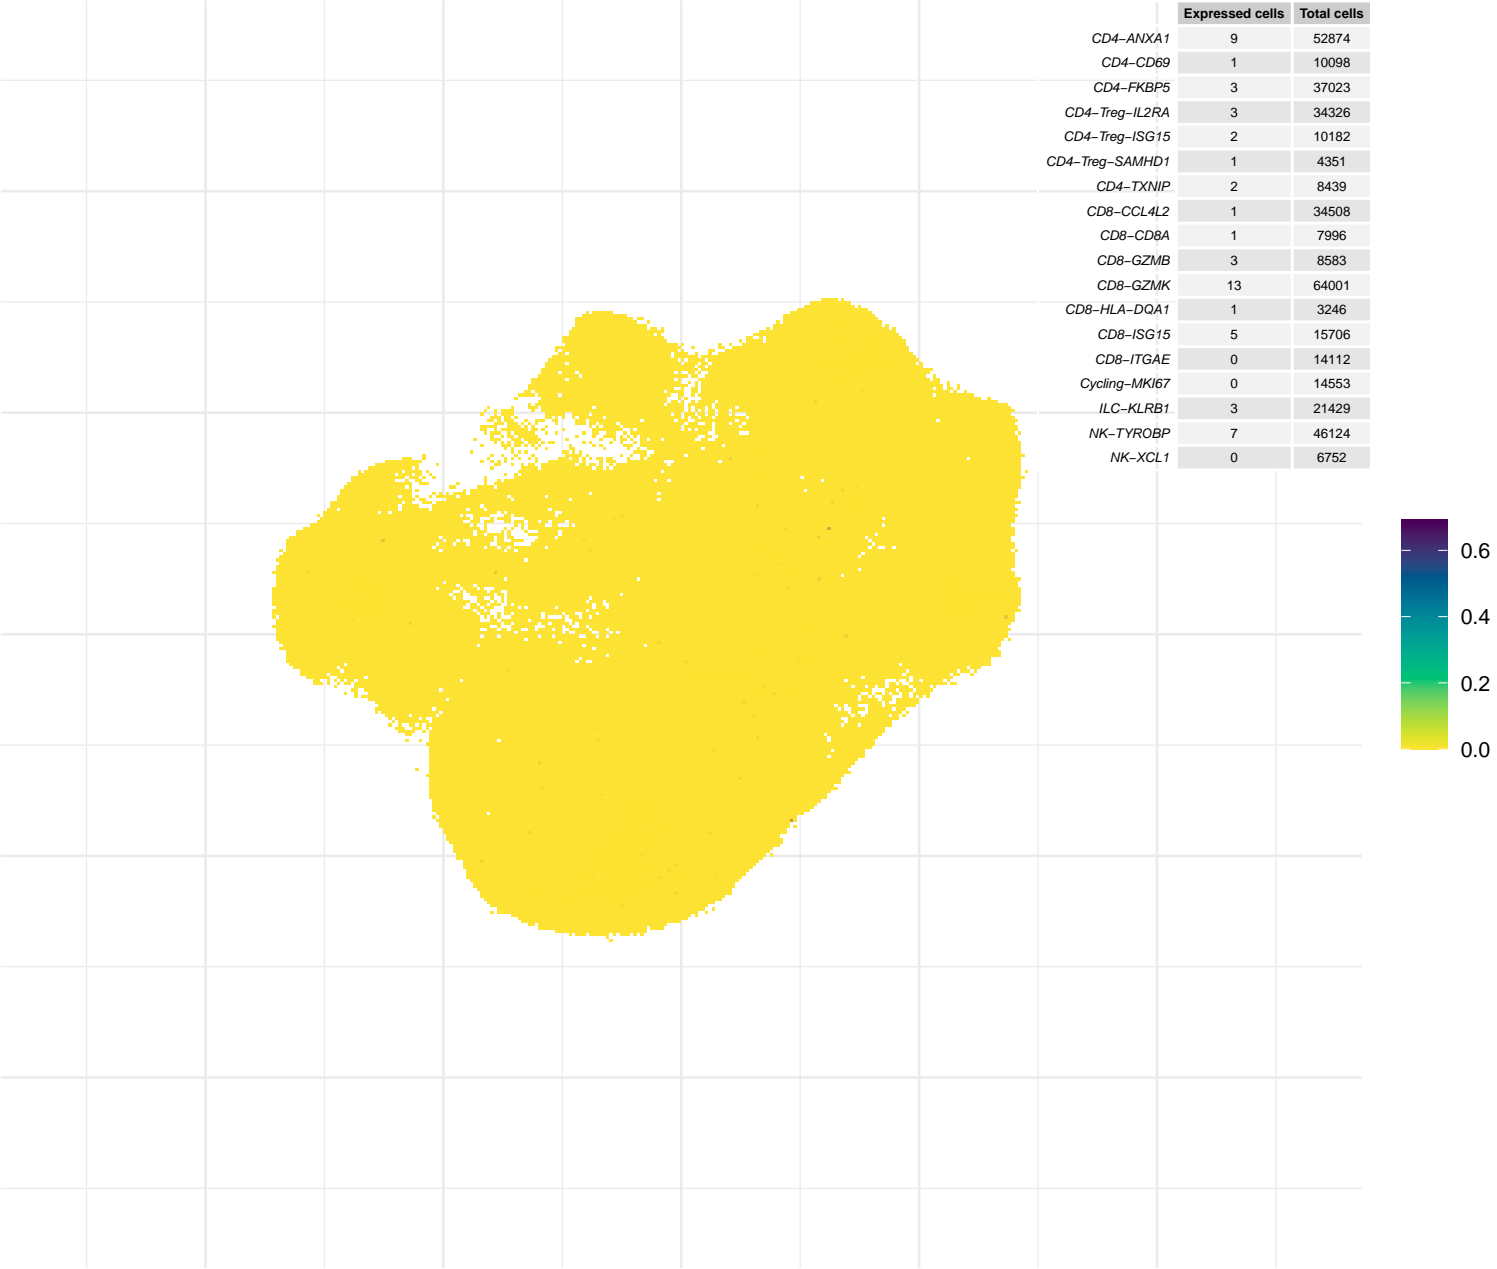 Expressed cells Total cells
CD4−ANXA1 9 52874
CD4−CD69 1 10098
CD4−FKBP5 3 37023
CD4−Treg−IL2RA 3 34326
CD4−Treg−ISG15 2 10182
CD4−Treg−SAMHD1 1 4351
CD4−TXNIP 2 8439
CD8−CCL4L2 1 34508
CD8−CD8A 1 7996
CD8−GZMB 3 8583
CD8−GZMK 13 64001
CD8−HLA−DQA1 1 3246
CD8−ISG15 5 15706
CD8−ITGAE 0 14112
Cycling−MKI67 0 14553
ILC−KLRB1 3 21429
NK−TYROBP 7 46124
NK−XCL1 0 6752
0.6
0.4
0.2
0.0